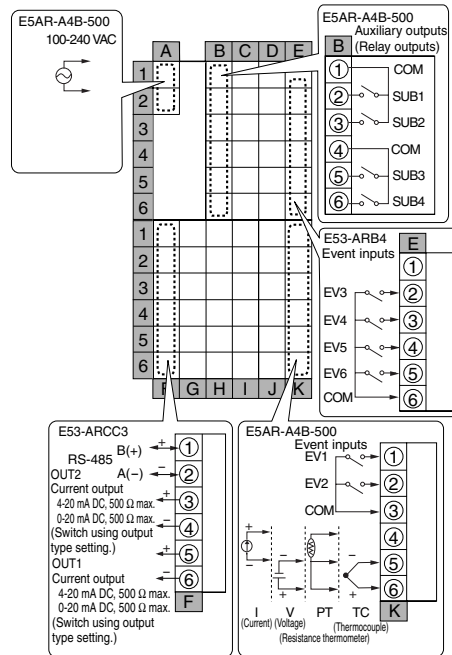 E5AR-A4B-500
100-240 VAC
A B C D E
1
2
3
4
5
6
1
2
3
4
5
6
F G H I J K
E5AR-A4B-500
Auxiliary outputs
(Relay outputs)
B
1 COM
2 SUB1
3 SUB2
4 COM
5 SUB3
6 SUB4
E53-ARB4
Event inputs
E
1
EV3 2
EV4 3
EV5 4
EV6 5
COM 6
E53-ARCC3
RS-485
B(+) + 1
A(−) − 2
OUT2
Current output
4-20 mA DC, 500 Ω max. + 3
0-20 mA DC, 500 Ω max. − 4
(Switch using output
type setting.)
+ 5
OUT1
Current output − 6
4-20 mA DC, 500 Ω max.
0-20 mA DC, 500 Ω max.
(Switch using output
type setting.)
F
E5AR-A4B-500
Event inputs
EV1 1
EV2 2
COM 3
4
5
6
+ − −
− + +
I V PT TC
(Current) (Voltage) (Thermocouple)
(Resistance thermometer)
K